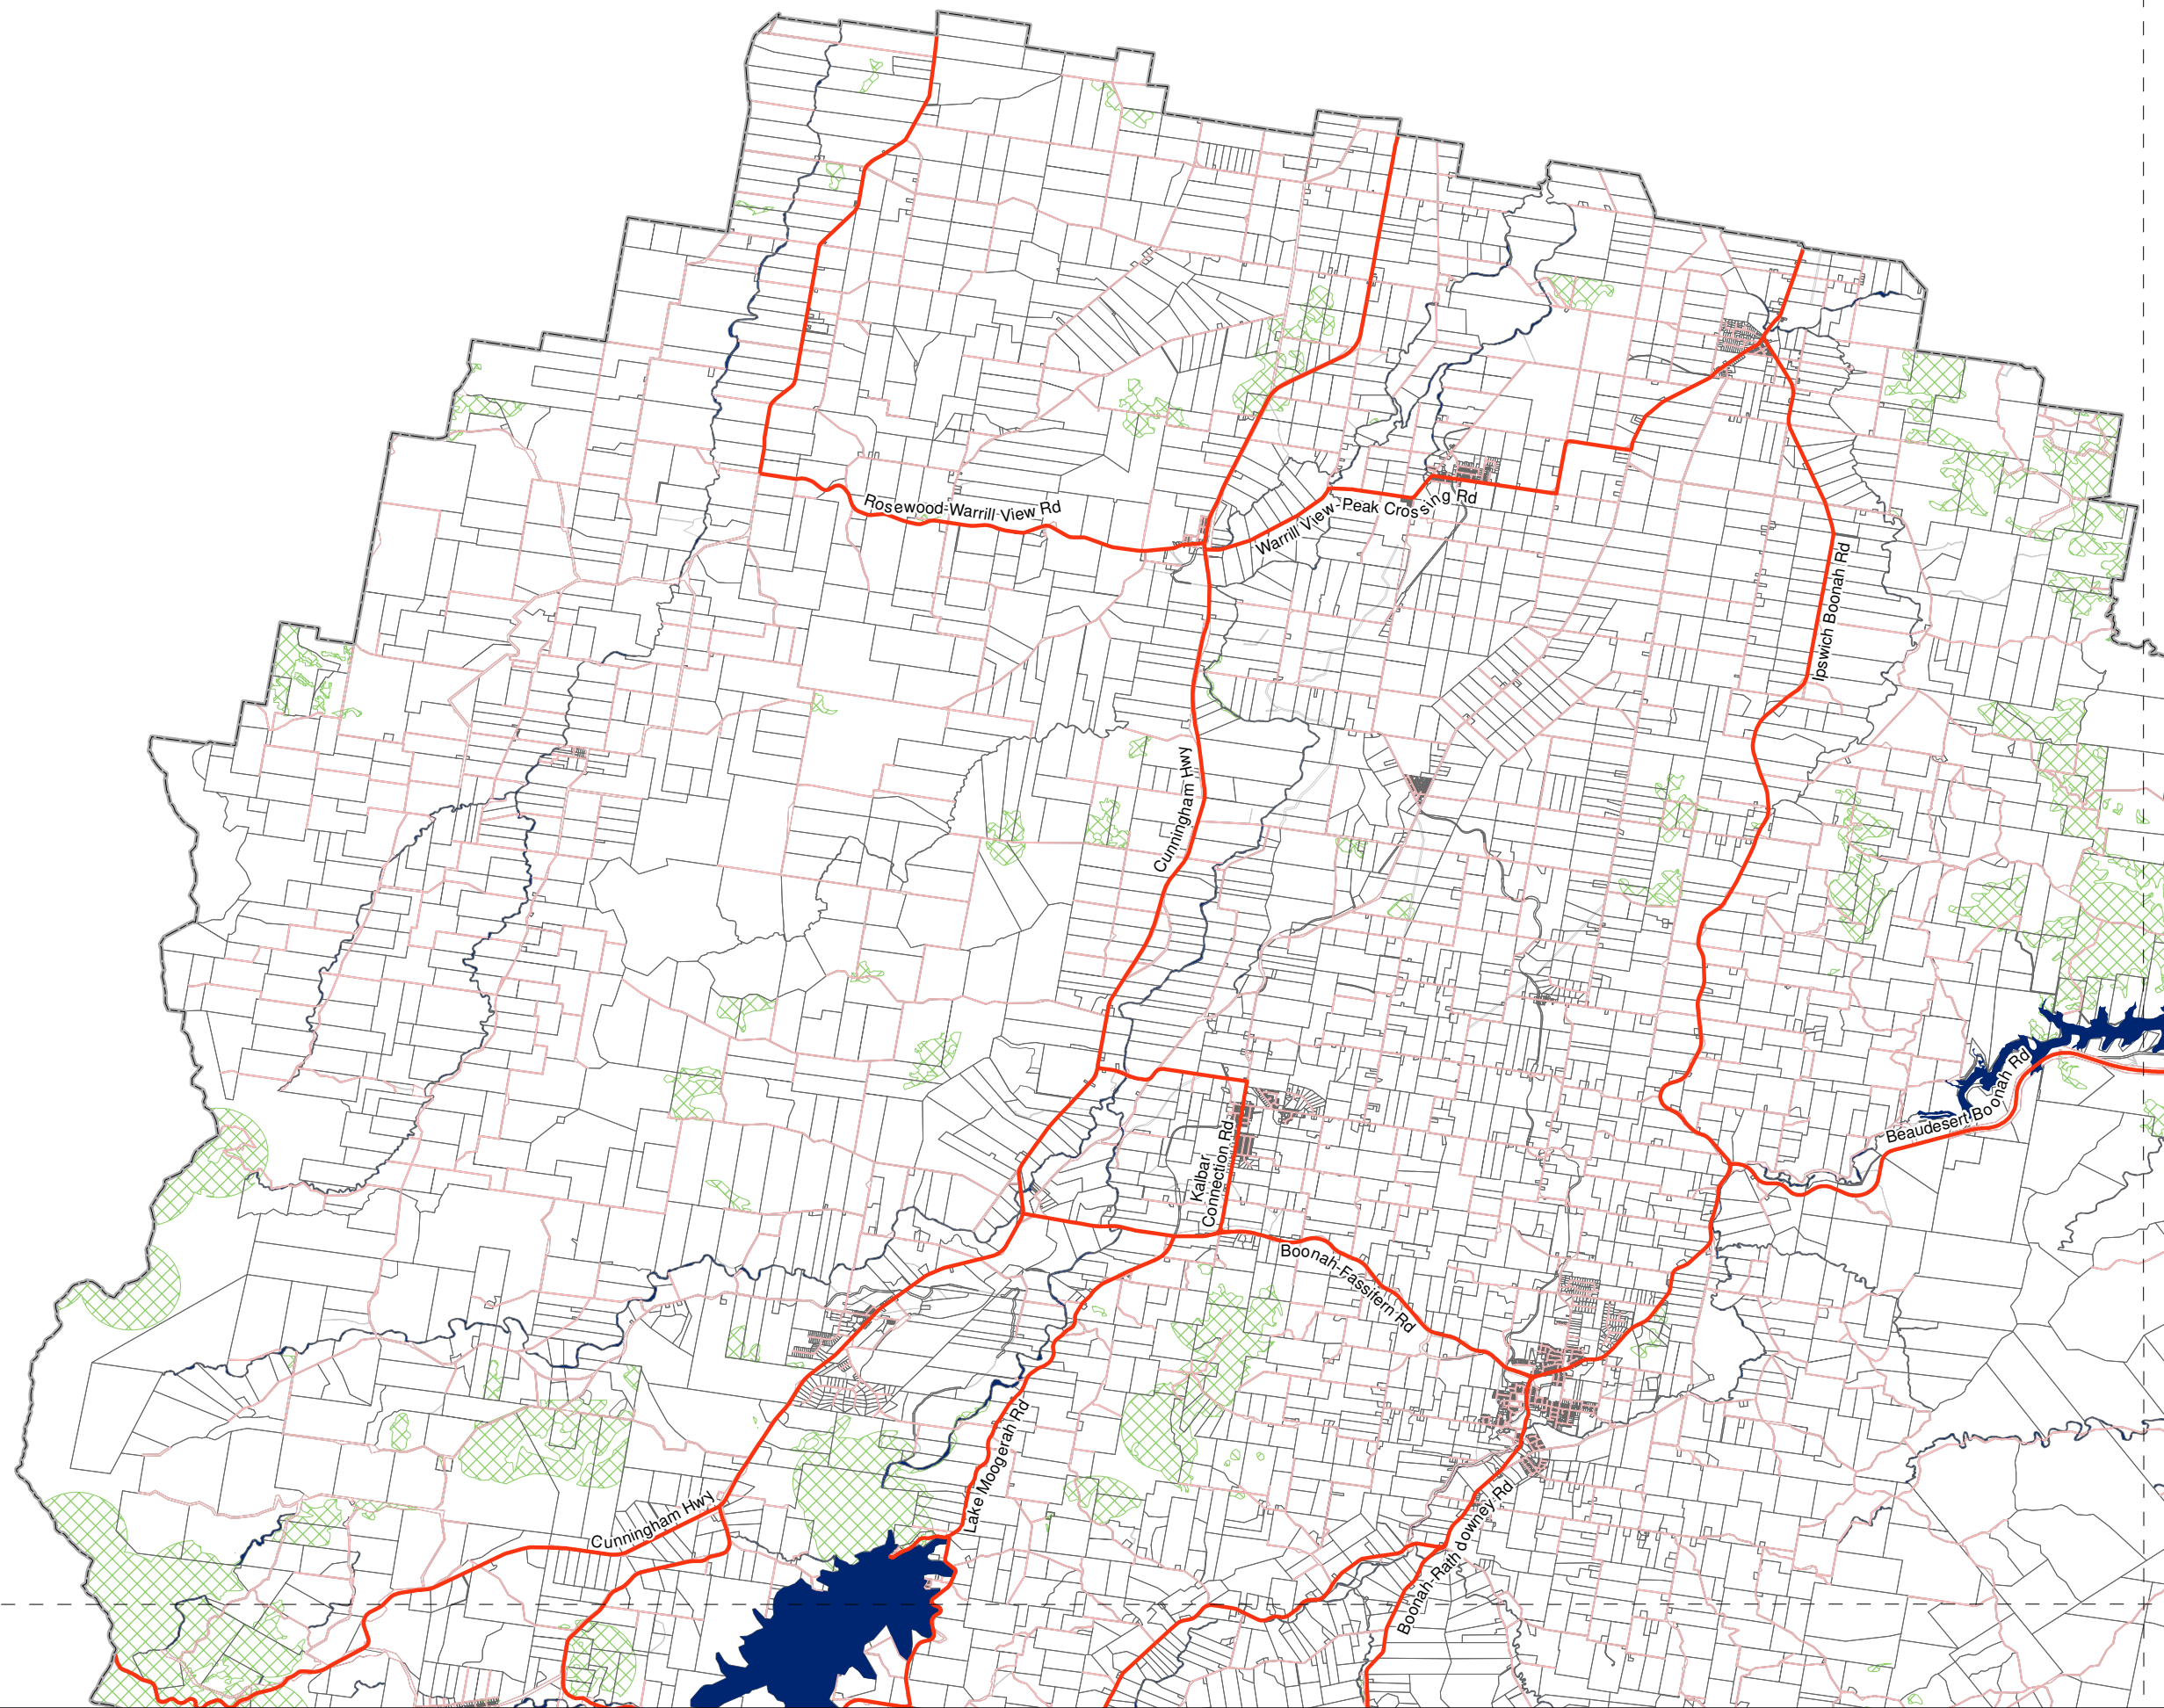 Rosewood-Warrill View Rd
Warrill View-Peak Crossing Rd
Ipswich Boonah Rd
Cunningham Hwy
Beaudesert Boonah Rd
Kalbar
Connection Rd
Boonah-Fassifern Rd
Lake Moogerah Rd
Cunningham Hwy
Boonah-Rathdowney Rd